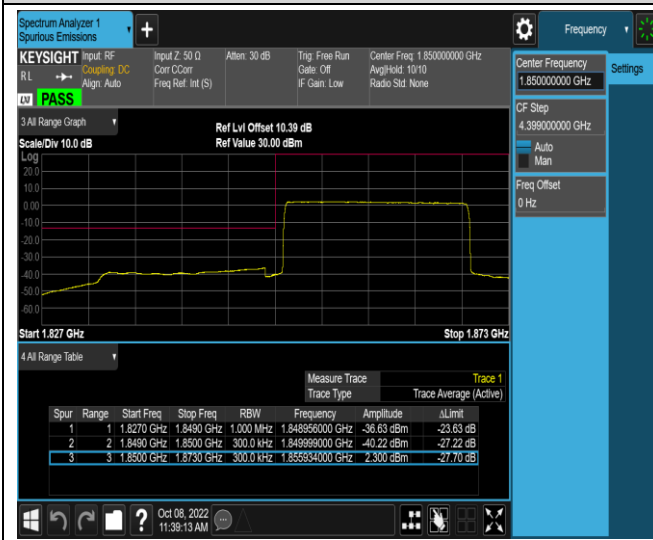 Spectrum Analyzer 1
Spurious Emissions
+
Frequency
KEYSIGHT Input: RF Input Z: 50 Ω Atten: 30 dB Trig: Free Run Center Freq: 1.850000000 GHz
R L Coupling: DC Corr CCorr Gate: Off Avg|Hold: 10/10
Align: Auto Freq Ref: Int (S) IF Gain: Low Radio Std: None
LXI PASS
Center Frequency
1.850000000 GHz
Settings
CF Step
4.399000000 GHz
Auto
Man
Freq Offset
0 Hz
3 All Range Graph
Ref Lvl Offset 10.39 dB
Scale/Div 10.0 dB Ref Value 30.00 dBm
Log
20.0
10.0
0.00
-10.0
-20.0
-30.0
-40.0
-50.0
-60.0
Start 1.827 GHz Stop 1.873 GHz
4 All Range Table
Measure Trace Trace 1
Trace Type Trace Average (Active)
Spur Range Start Freq Stop Freq RBW Frequency Amplitude ΔLimit
1 1 1.8270 GHz 1.8490 GHz 1.000 MHz 1.848956000 GHz -36.63 dBm -23.63 dB
2 2 1.8490 GHz 1.8500 GHz 300.0 kHz 1.849999000 GHz -40.22 dBm -27.22 dB
3 3 1.8500 GHz 1.8730 GHz 300.0 kHz 1.855934000 GHz 2.300 dBm -27.70 dB
? Oct 08, 2022
11:39:13 AM